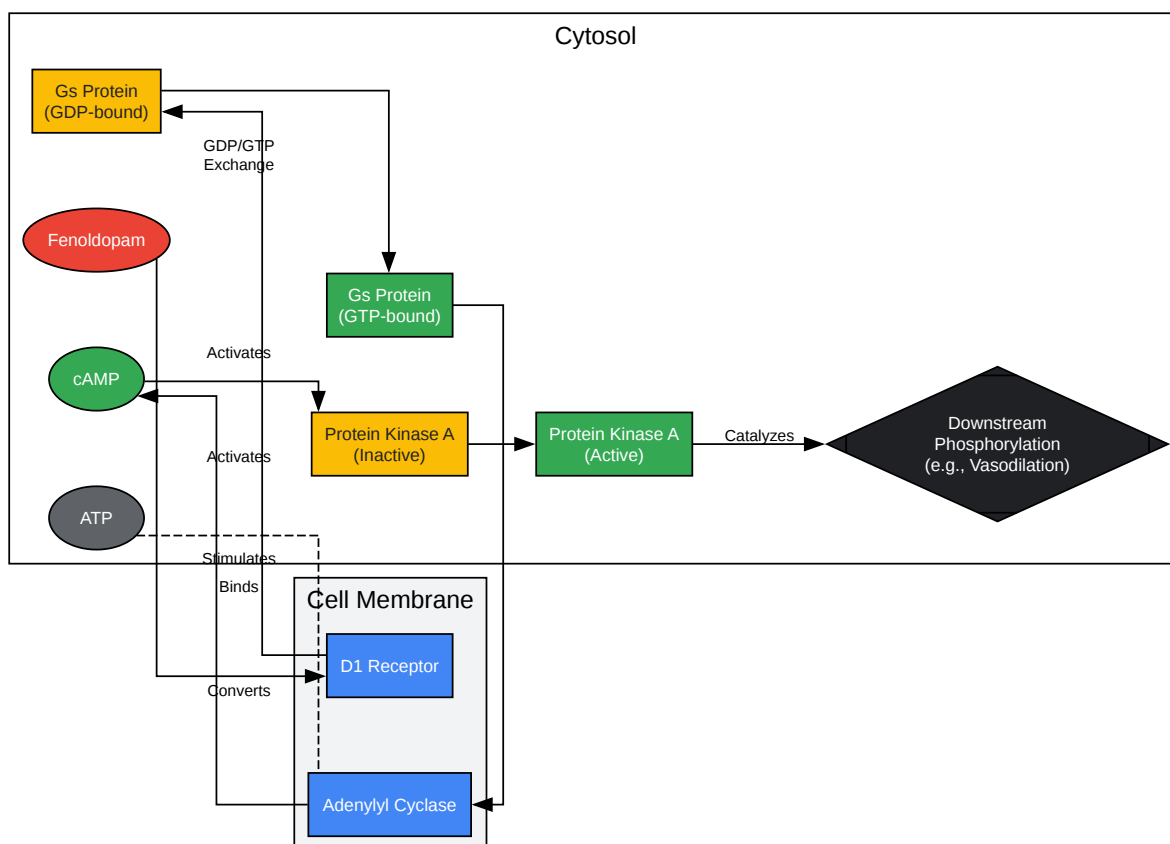 Cytosol
Gs Protein
(GDP-bound)
GDP/GTP
Exchange
Fenoldopam
Gs Protein
(GTP-bound)
Activates
cAMP
Protein Kinase A
(Inactive)
Protein Kinase A
(Active)
Catalyzes
Downstream
Phosphorylation
(e.g., Vasodilation)
Activates
ATP
Stimulates
Binds
Cell Membrane
D1 Receptor
Converts
Adenylyl Cyclase